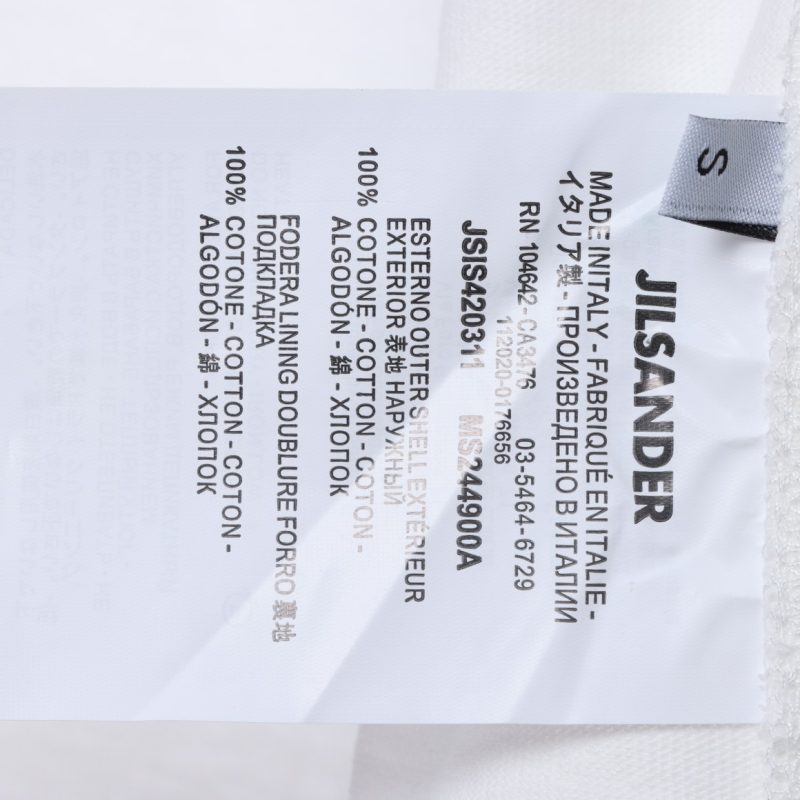 S
JILSANDER
MADE IN ITALY - FABRIQUÉ EN ITALIE -
イタリア製 - ПРОИЗВЕДЕНО В ИТАЛИИ
RN 104642 - CA3476 03-5464-6729
112020-0176656
JSIS420311 MS244900A
ESTERNO OUTER SHELL EXTÉRIEUR
EXTERIOR 表地 НАРУЖНЫЙ
100% COTONE - COTTON - COTON -
ALGODÓN - 綿 - ХЛОПОК
FODERA LINING DOUBLURE FORRO 裏地
ПОДКЛАДКА
100% COTONE - COTTON - COTON -
ALGODÓN - 綿 - ХЛОПОК